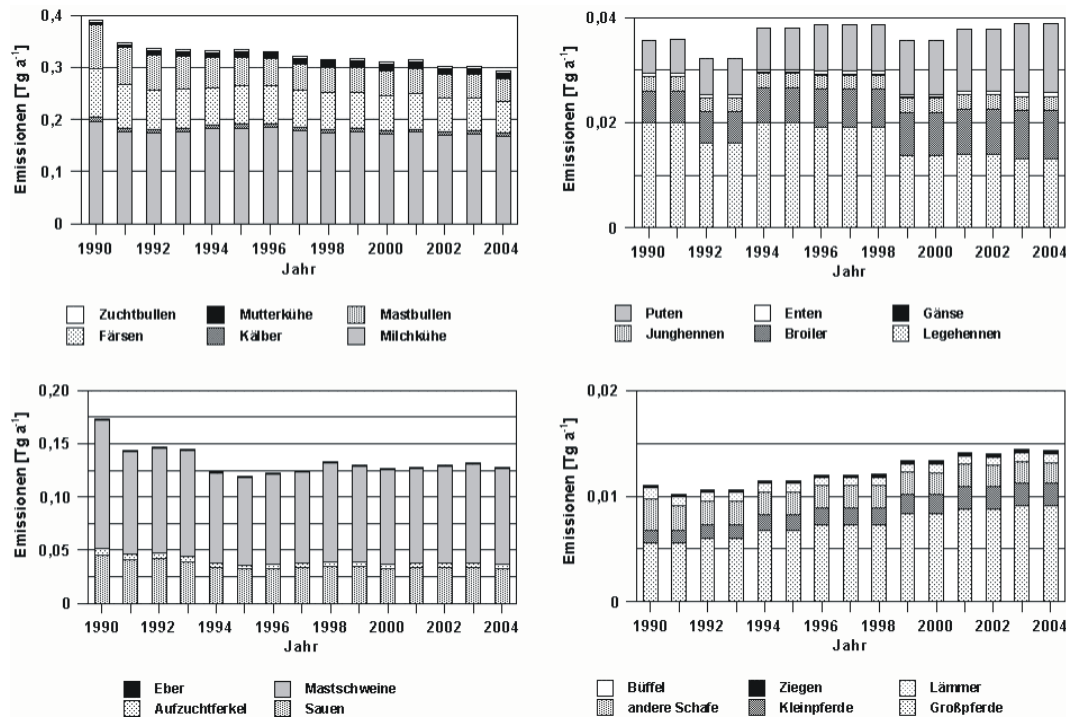 Emissionen [Tg a⁻¹]
0,4
0,3
0,2
0,1
0
1990 1992 1994 1996 1998 2000 2002 2004
Jahr
Zuchtbullen Mutterkühe Mastbullen
Färsen Kälber Milchkühe
Emissionen [Tg a⁻¹]
0,04
0,02
0
1990 1992 1994 1996 1998 2000 2002 2004
Jahr
Puten Enten Gänse
Junghennen Broiler Legehennen
Emissionen [Tg a⁻¹]
0,20
0,15
0,10
0,05
0
1990 1992 1994 1996 1998 2000 2002 2004
Jahr
Eber Mastschweine
Aufzuchtferkel Sauen
Emissionen [Tg a⁻¹]
0,02
0,01
0
1990 1992 1994 1996 1998 2000 2002 2004
Jahr
Büffel Ziegen Lämmer
andere Schafe Kleinpferde Großpferde